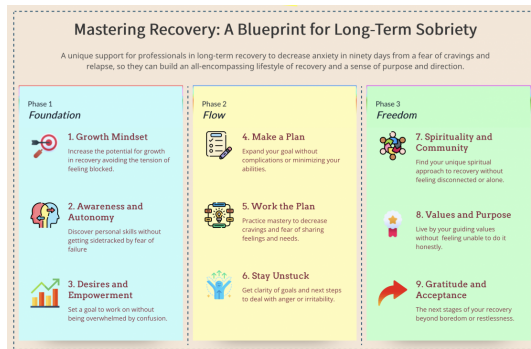 Mastering Recovery: A Blueprint for Long-Term Sobriety
A unique support for professionals in long-term recovery to decrease anxiety in ninety days from a fear of cravings and
relapse, so they can build an all-encompassing lifestyle of recovery and a sense of purpose and direction.
Phase 1
Foundation
1. Growth Mindset
Increase the potential for growth
in recovery avoiding the tension of
feeling blocked.
2. Awareness and
Autonomy
Discover personal skills without
getting sidetracked by fear of
failure
3. Desires and
Empowerment
Set a goal to work on without
being overwhelmed by confusion.
Phase 2
Flow
4. Make a Plan
Expand your goal without
complications or minimizing your
abilities.
5. Work the Plan
Practice mastery to decrease
cravings and fear of sharing
feelings and needs.
6. Stay Unstuck
Get clarity of goals and next steps
to deal with anger or irritability.
Phase 3
Freedom
7. Spirituality and
Community
Find your unique spiritual
approach to recovery without
feeling disconnected or alone.
8. Values and Purpose
Live by your guiding values
without feeling unable to do it
honestly.
9. Gratitude and
Acceptance
The next stages of your recovery
beyond boredom or restlessness.